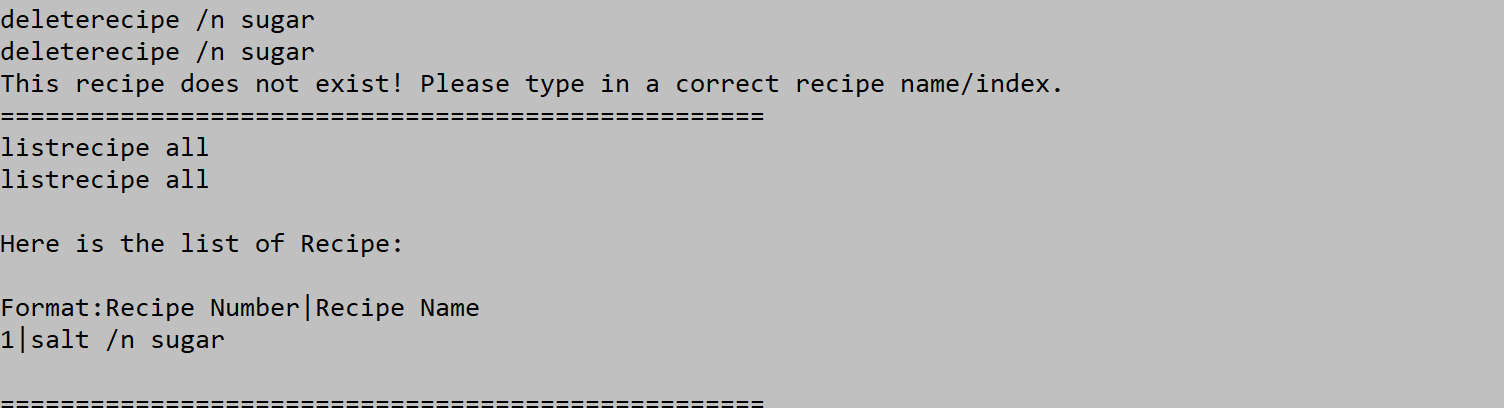 deleterecipe /n sugar
deleterecipe /n sugar
This recipe does not exist! Please type in a correct recipe name/index.
===================================================
listrecipe all
listrecipe all
Here is the list of Recipe:
Format:Recipe Number|Recipe Name
1|salt /n sugar
===================================================